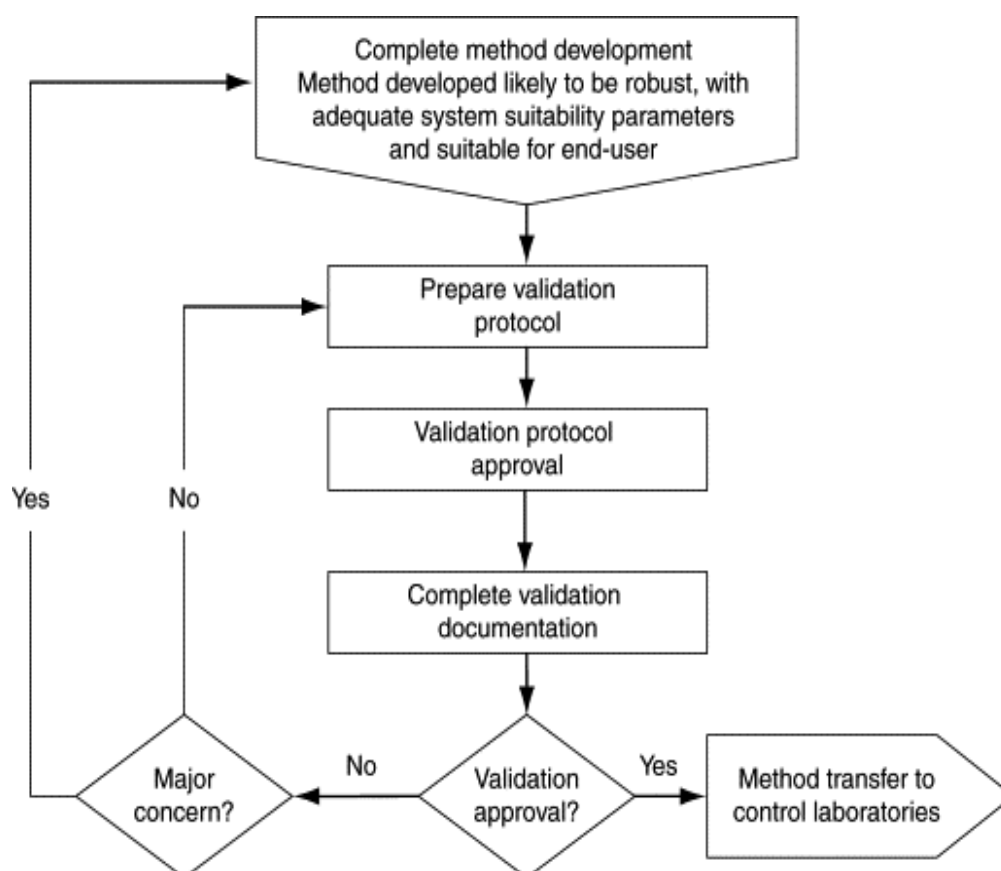 Complete method development
Method developed likely to be robust, with
adequate system suitability parameters
and suitable for end-user
Prepare validation
protocol
Validation protocol
approval
Yes
No
Complete validation
documentation
Major
concern?
No
Validation
approval?
Yes
Method transfer to
control laboratories